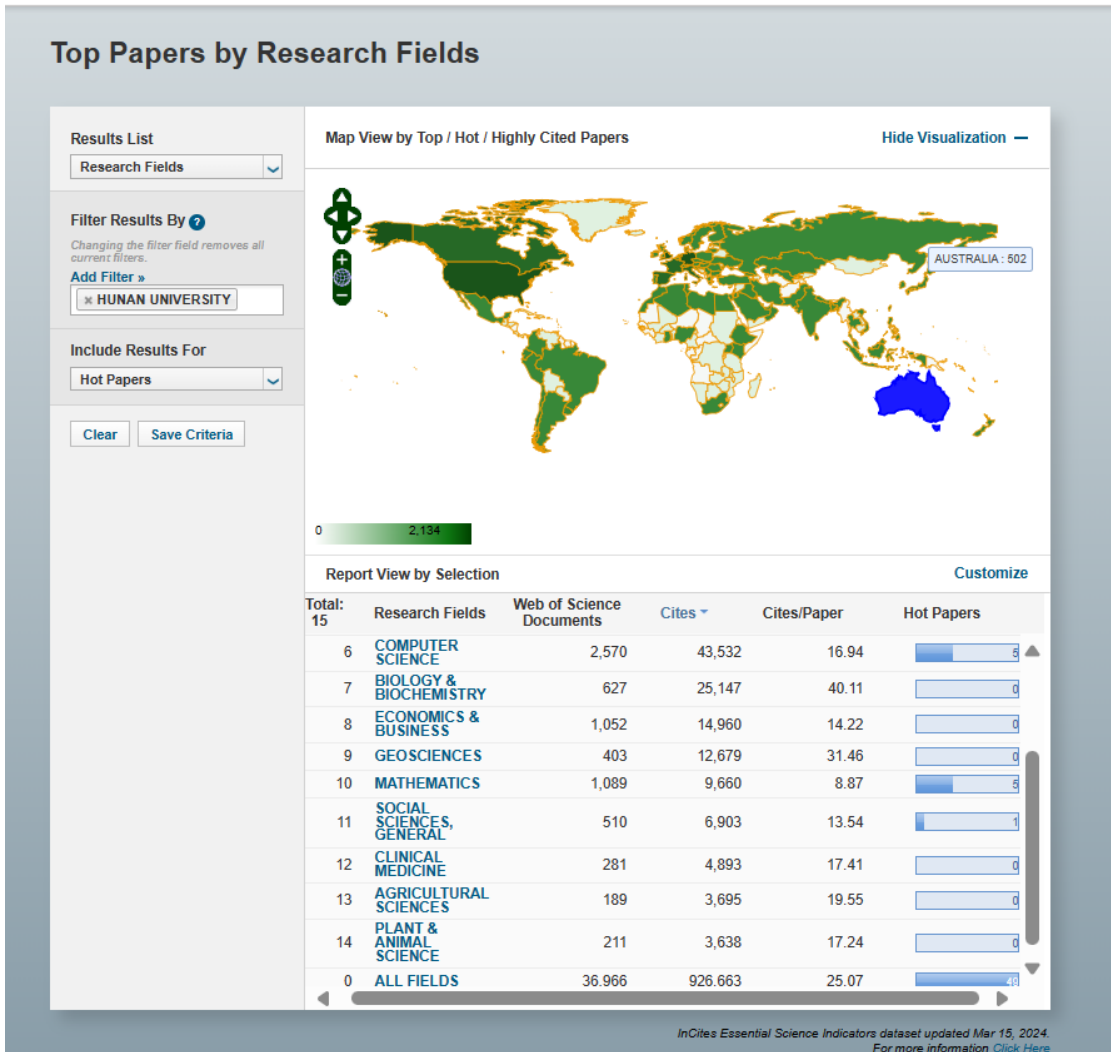 Top Papers by Research Fields
Results List
Research Fields
Filter Results By ?
Changing the filter field removes all
current filters.
Add Filter »
× HUNAN UNIVERSITY
Include Results For
Hot Papers
Clear Save Criteria
Map View by Top / Hot / Highly Cited Papers
Hide Visualization —
AUSTRALIA : 502
0 2,134
Report View by Selection
Customize
Total:
15
Research Fields
Web of Science
Documents
Cites
Cites/Paper
Hot Papers
6 COMPUTER
SCIENCE
2,570 43,532 16.94 5
7 BIOLOGY &
BIOCHEMISTRY
627 25,147 40.11 0
8 ECONOMICS &
BUSINESS
1,052 14,960 14.22 0
9 GEOSCIENCES 403 12,679 31.46 0
10 MATHEMATICS 1,089 9,660 8.87 5
11 SOCIAL
SCIENCES,
GENERAL
510 6,903 13.54 1
12 CLINICAL
MEDICINE
281 4,893 17.41 0
13 AGRICULTURAL
SCIENCES
189 3,695 19.55 0
14 PLANT &
ANIMAL
SCIENCE
211 3,638 17.24 0
0 ALL FIELDS 36,966 926,663 25.07 49
InCites Essential Science Indicators dataset updated Mar 15, 2024.
For more information Click Here